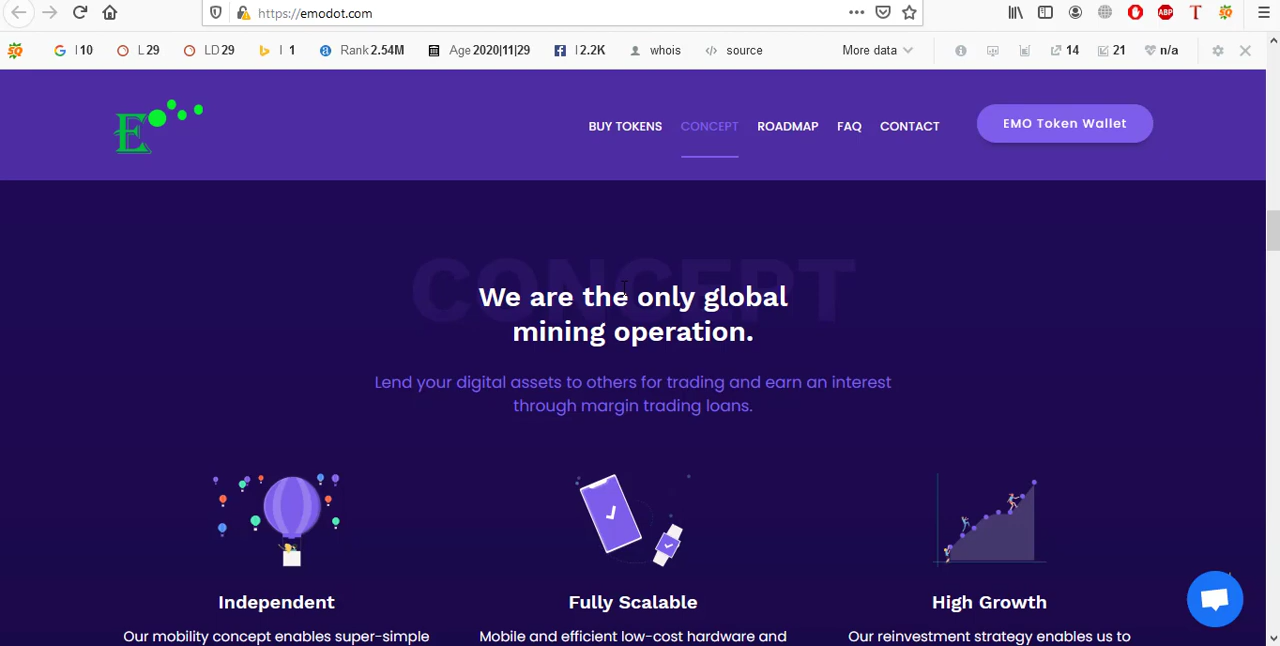 https://emodot.com
ABP
T
SQ
SQ
I 10
L 29
LD 29
I 1
Rank 2.54M
Age 2020|11|29
I 2.2K
whois
source
More data
14
21
n/a
E
BUY TOKENS
CONCEPT
ROADMAP
FAQ
CONTACT
EMO Token Wallet
CONCEPT
We are the only global
mining operation.
Lend your digital assets to others for trading and earn an interest
through margin trading loans.
Independent
Fully Scalable
High Growth
Our mobility concept enables super-simple
Mobile and efficient low-cost hardware and
Our reinvestment strategy enables us to